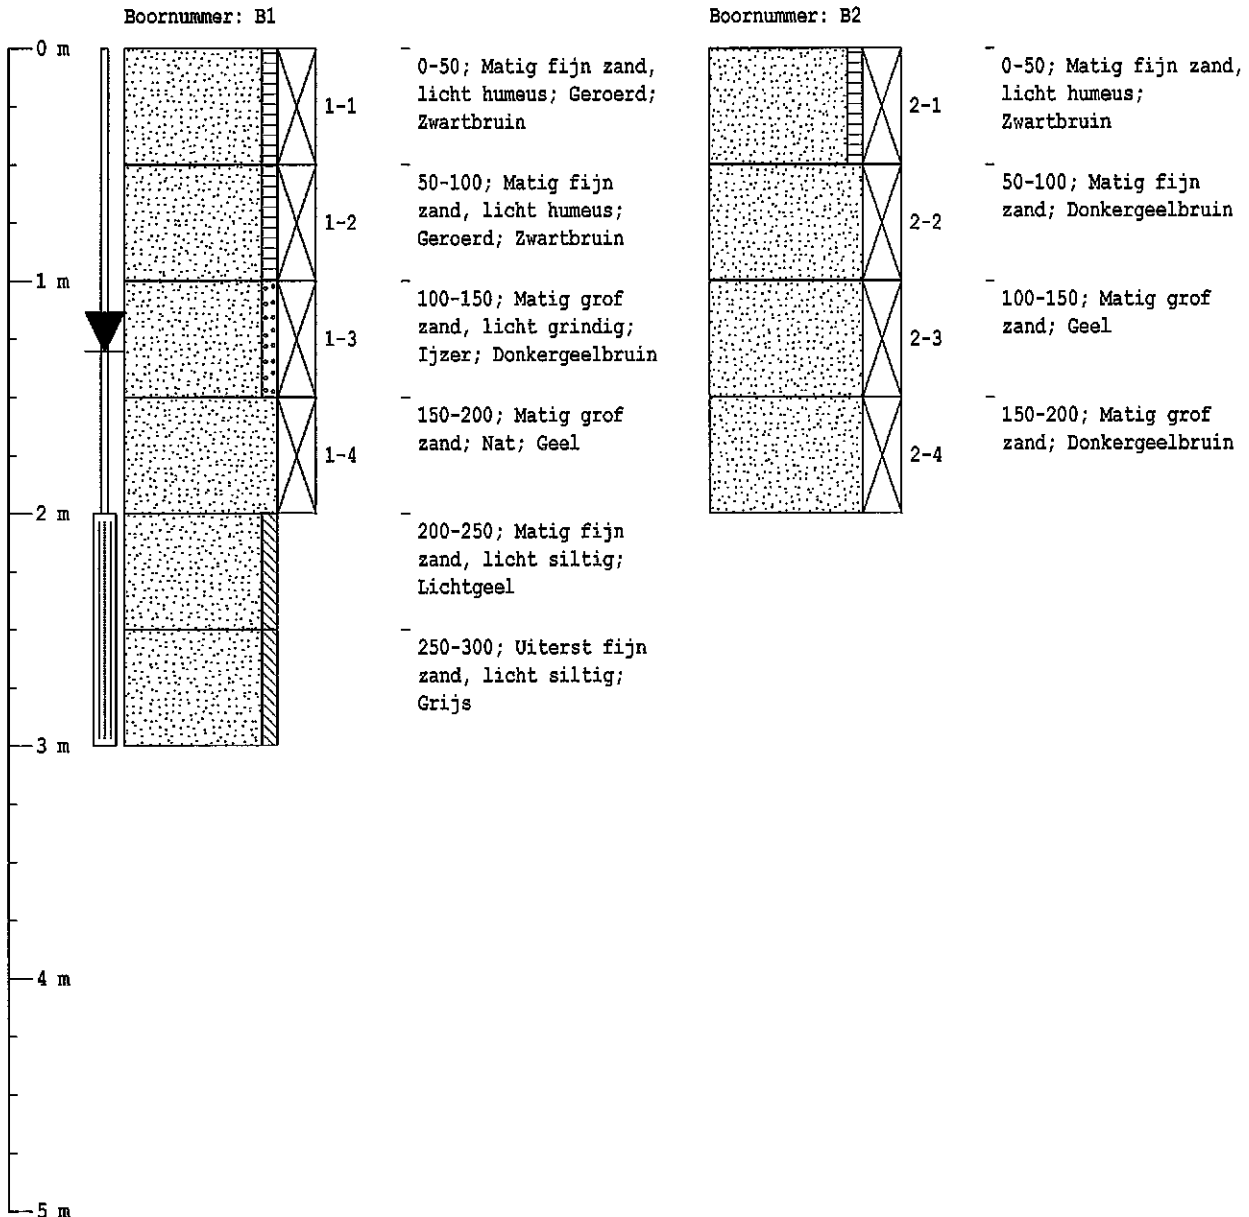 Boornummer: B1
0 m
1 m
2 m
3 m
4 m
5 m
1-1
1-2
1-3
1-4
0-50; Matig fijn zand,
licht humeus; Geroerd;
Zwartbruin
50-100; Matig fijn
zand, licht humeus;
Geroerd; Zwartbruin
100-150; Matig grof
zand, licht grindig;
Ijzer; Donkergeelbruin
150-200; Matig grof
zand; Nat; Geel
200-250; Matig fijn
zand, licht siltig;
Lichtgeel
250-300; Uiterst fijn
zand, licht siltig;
Grijs
Boornummer: B2
2-1
2-2
2-3
2-4
0-50; Matig fijn zand,
licht humeus;
Zwartbruin
50-100; Matig fijn
zand; Donkergeelbruin
100-150; Matig grof
zand; Geel
150-200; Matig grof
zand; Donkergeelbruin